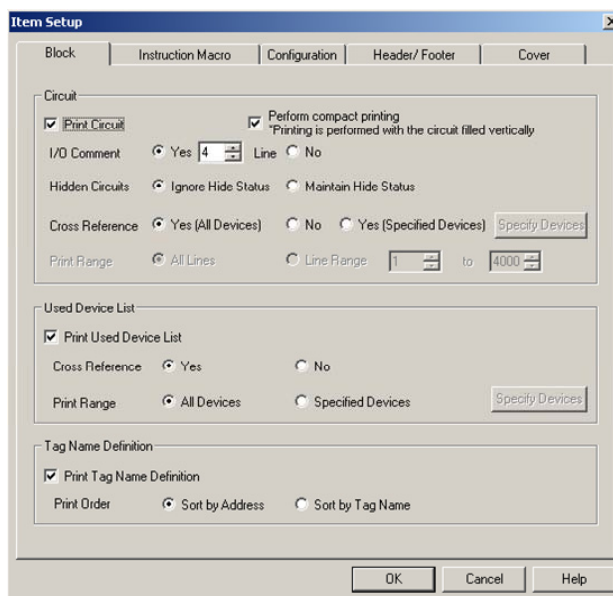 Item Setup
Block Instruction Macro Configuration Header/ Footer Cover
Circuit
Print Circuit
Perform compact printing
"Printing is performed with the circuit filled vertically
I/O Comment Yes 4 Line No
Hidden Circuits Ignore Hide Status Maintain Hide Status
Cross Reference Yes (All Devices) No Yes (Specified Devices) Specify Devices
Print Range All Lines Line Range 1 to 4000
Used Device List
Print Used Device List
Cross Reference Yes No
Print Range All Devices Specified Devices Specify Devices
Tag Name Definition
Print Tag Name Definition
Print Order Sort by Address Sort by Tag Name
OK Cancel Help